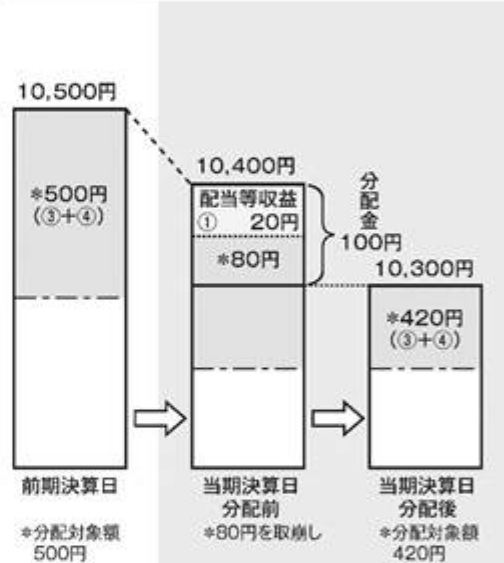 10,500円
*500円
(③+④)
前期決算日
*分配対象額
500円
10,400円
配当等収益
① 20円
*80円
分配金
100円
当期決算日
分配前
*80円を取崩し
10,300円
*420円
(③+④)
当期決算日
分配後
*分配対象額
420円